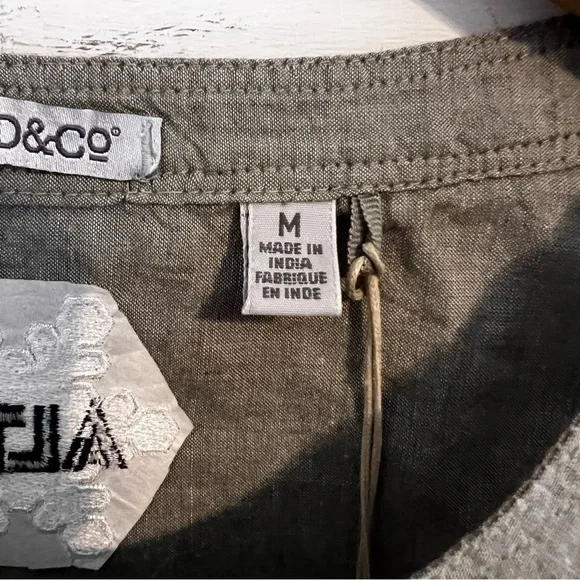 D&Co
M
MADE IN
INDIA
FABRIQUE
EN INDE